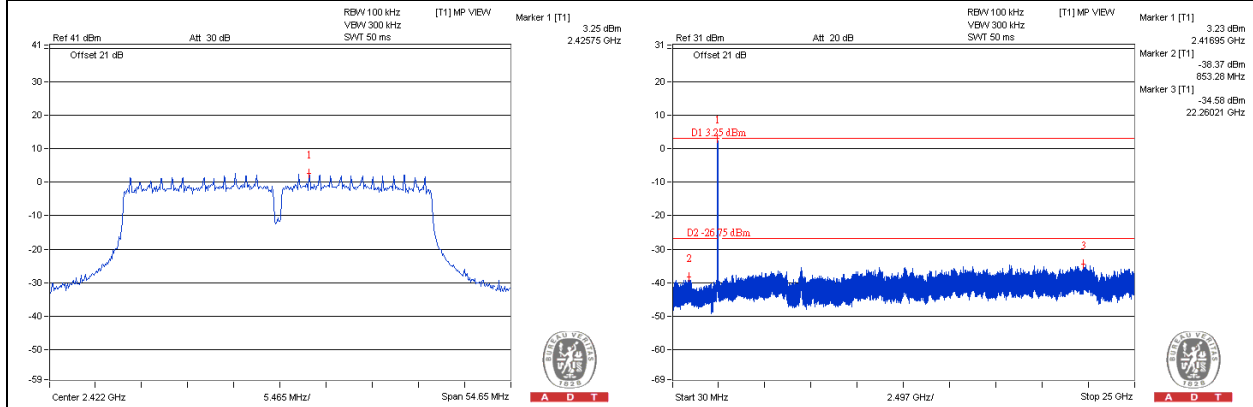 RBW 100 kHz [T1] MP VIEW
VBW 300 kHz
Ref 41 dBm Att 30 dB SWT 50 ms
Marker 1 [T1]
3.25 dBm
2.42575 GHz
41
Offset 21 dB
30
20
10
1
0
-10
-20
-30
-40
-50
-59
Center 2.422 GHz 5.465 MHz/ Span 54.65 MHz
BUREAU VERITAS
1828
A D T
RBW 100 kHz [T1] MP VIEW
VBW 300 kHz
Ref 31 dBm Att 20 dB SWT 50 ms
Marker 1 [T1]
3.23 dBm
2.41695 GHz
Marker 2 [T1]
-38.37 dBm
853.28 MHz
Marker 3 [T1]
-34.58 dBm
22.26021 GHz
31
Offset 21 dB
20
10
1
D1 3.25 dBm
0
-10
-20
D2 -26.75 dBm
-30
2
3
-40
-50
-60
-69
Start 30 MHz 2.497 GHz/ Stop 25 GHz
BUREAU VERITAS
1828
A D T